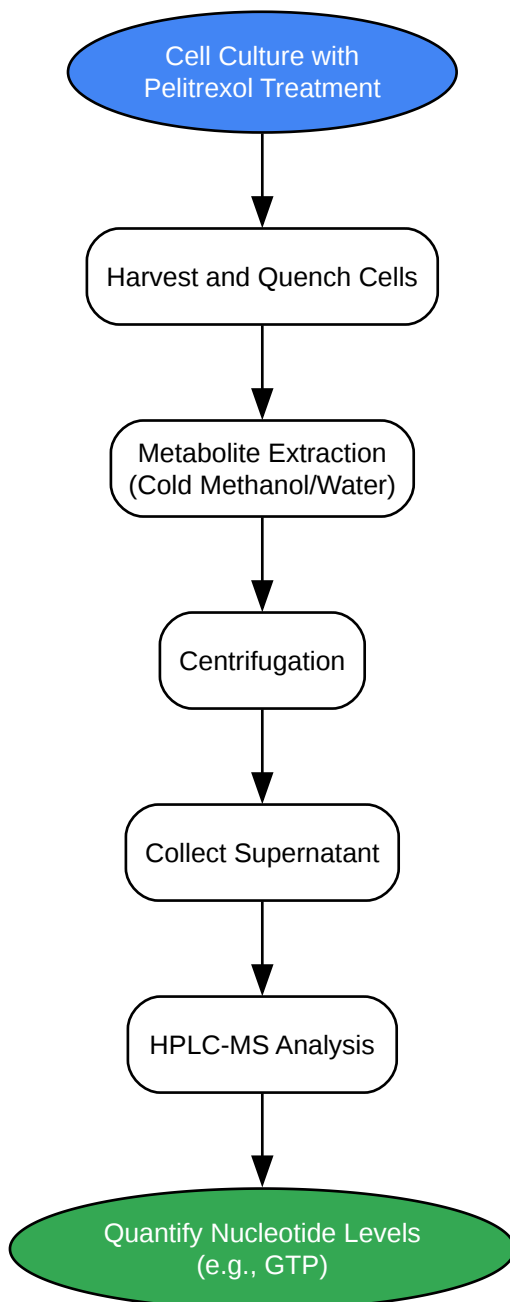 Cell Culture with
Pelitrexol Treatment
Harvest and Quench Cells
Metabolite Extraction
(Cold Methanol/Water)
Centrifugation
Collect Supernatant
HPLC-MS Analysis
Quantify Nucleotide Levels
(e.g., GTP)